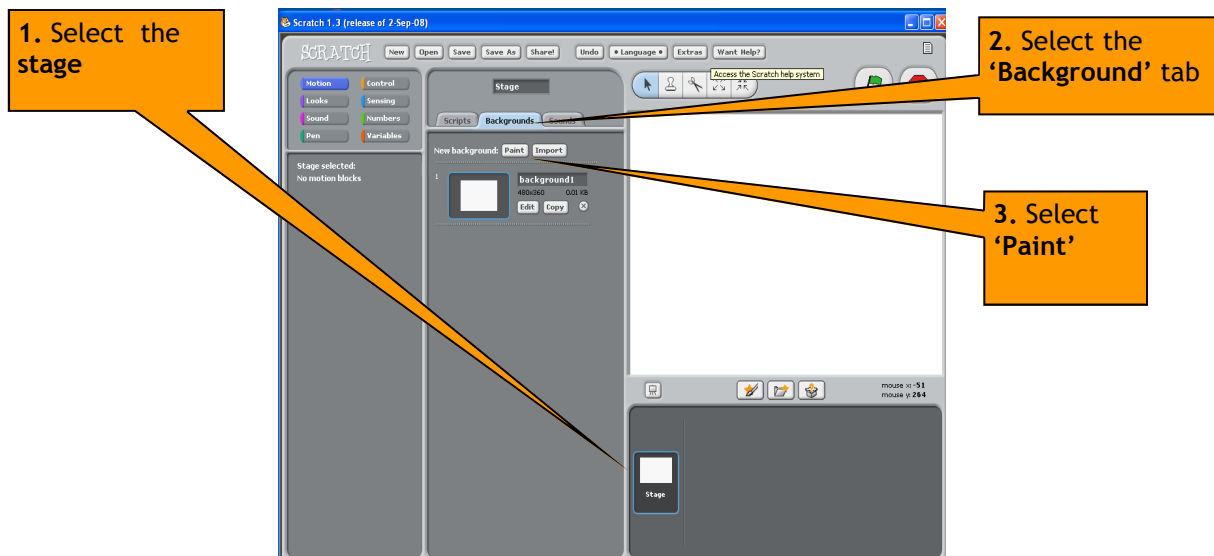 1. Select the
stage
Scratch 1.3 (release of 2-Sep-08)
SCRATCH New Open Save Save As Share! Undo • Language • Extras Want Help?
Access the Scratch help system
2. Select the
‘Background’ tab
Motion Control
Looks Sensing
Sound Numbers
Pen Variables
Stage selected:
No motion blocks
Stage
Scripts Backgrounds Sounds
New background: Paint Import
1 background1
480x360 0.01 KB
Edit Copy
3. Select
‘Paint’
mouse x: -51
mouse y: 264
Stage